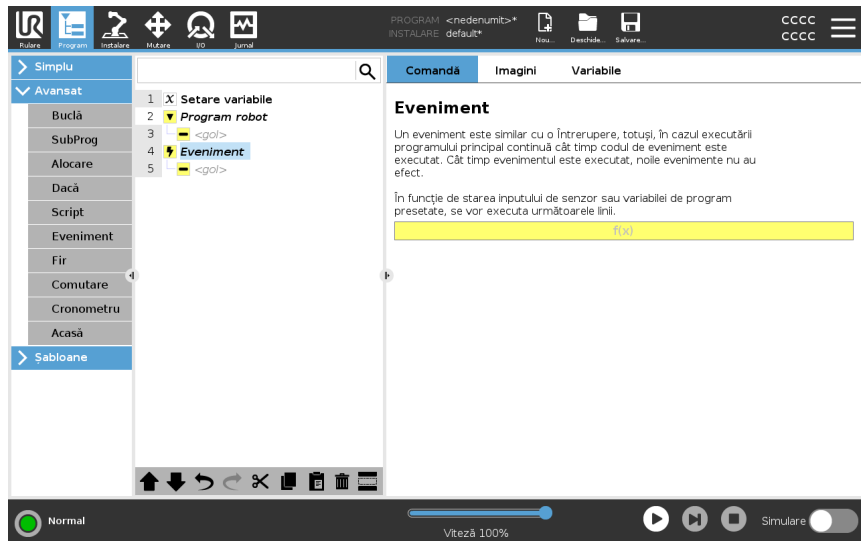 UR
PROGRAM <nedenumit>*
INSTALARE default*
CCCC
CCCC
Rulare Program Instalare Mutare I/O Jurnal Nou... Deschide... Salvare...
Simplu
Avansat
Buclă
SubProg
Alocare
Dacă
Script
Eveniment
Fir
Comutare
Cronometru
Acasă
Șabloane
1 X Setare variabile
2 Program robot
3 <gol>
4 Eveniment
5 <gol>
Comandă Imagini Variabile
Eveniment
Un eveniment este similar cu o Întrerupere, totuși, în cazul executării
programului principal continuă cât timp codul de eveniment este
executat. Cât timp evenimentul este executat, noile evenimente nu au
efect.
În funcție de starea inputului de senzor sau variabilei de program
presetate, se vor executa următoarele linii.
f(x)
Normal
Viteză 100%
Simulare